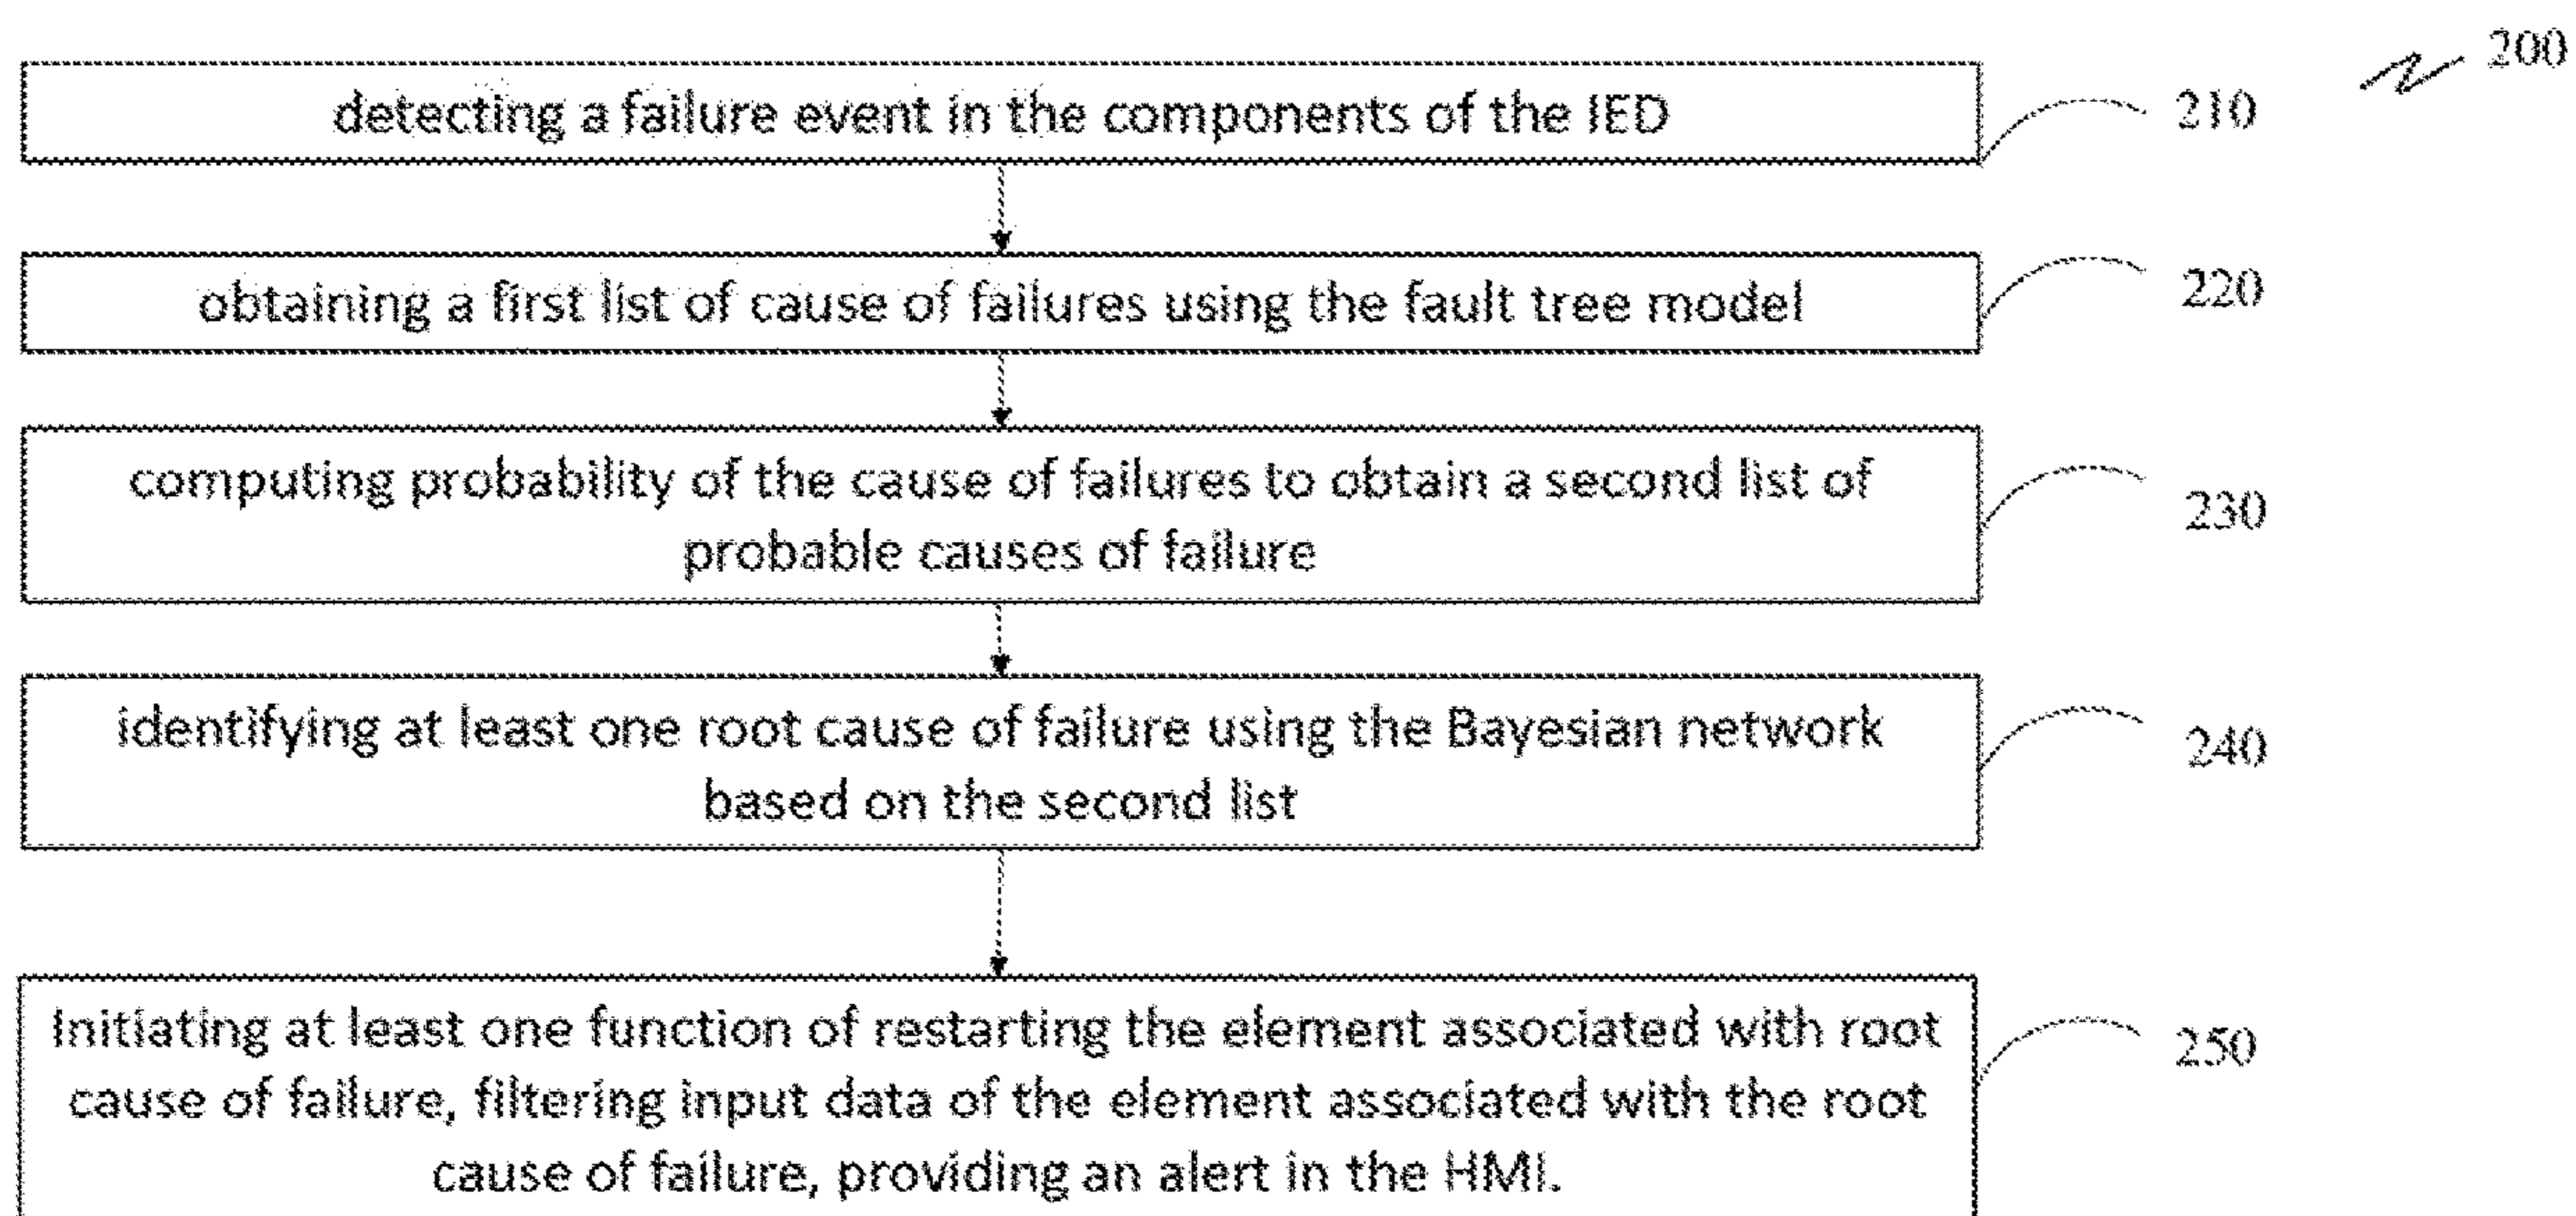 200
detecting a failure event in the components of the IED
210
obtaining a first list of cause of failures using the fault tree model
220
computing probability of the cause of failures to obtain a second list of
probable causes of failure
230
identifying at least one root cause of failure using the Bayesian network
based on the second list
240
Initiating at least one function of restarting the element associated with root
cause of failure, filtering input data of the element associated with the root
cause of failure, providing an alert in the HMI.
250